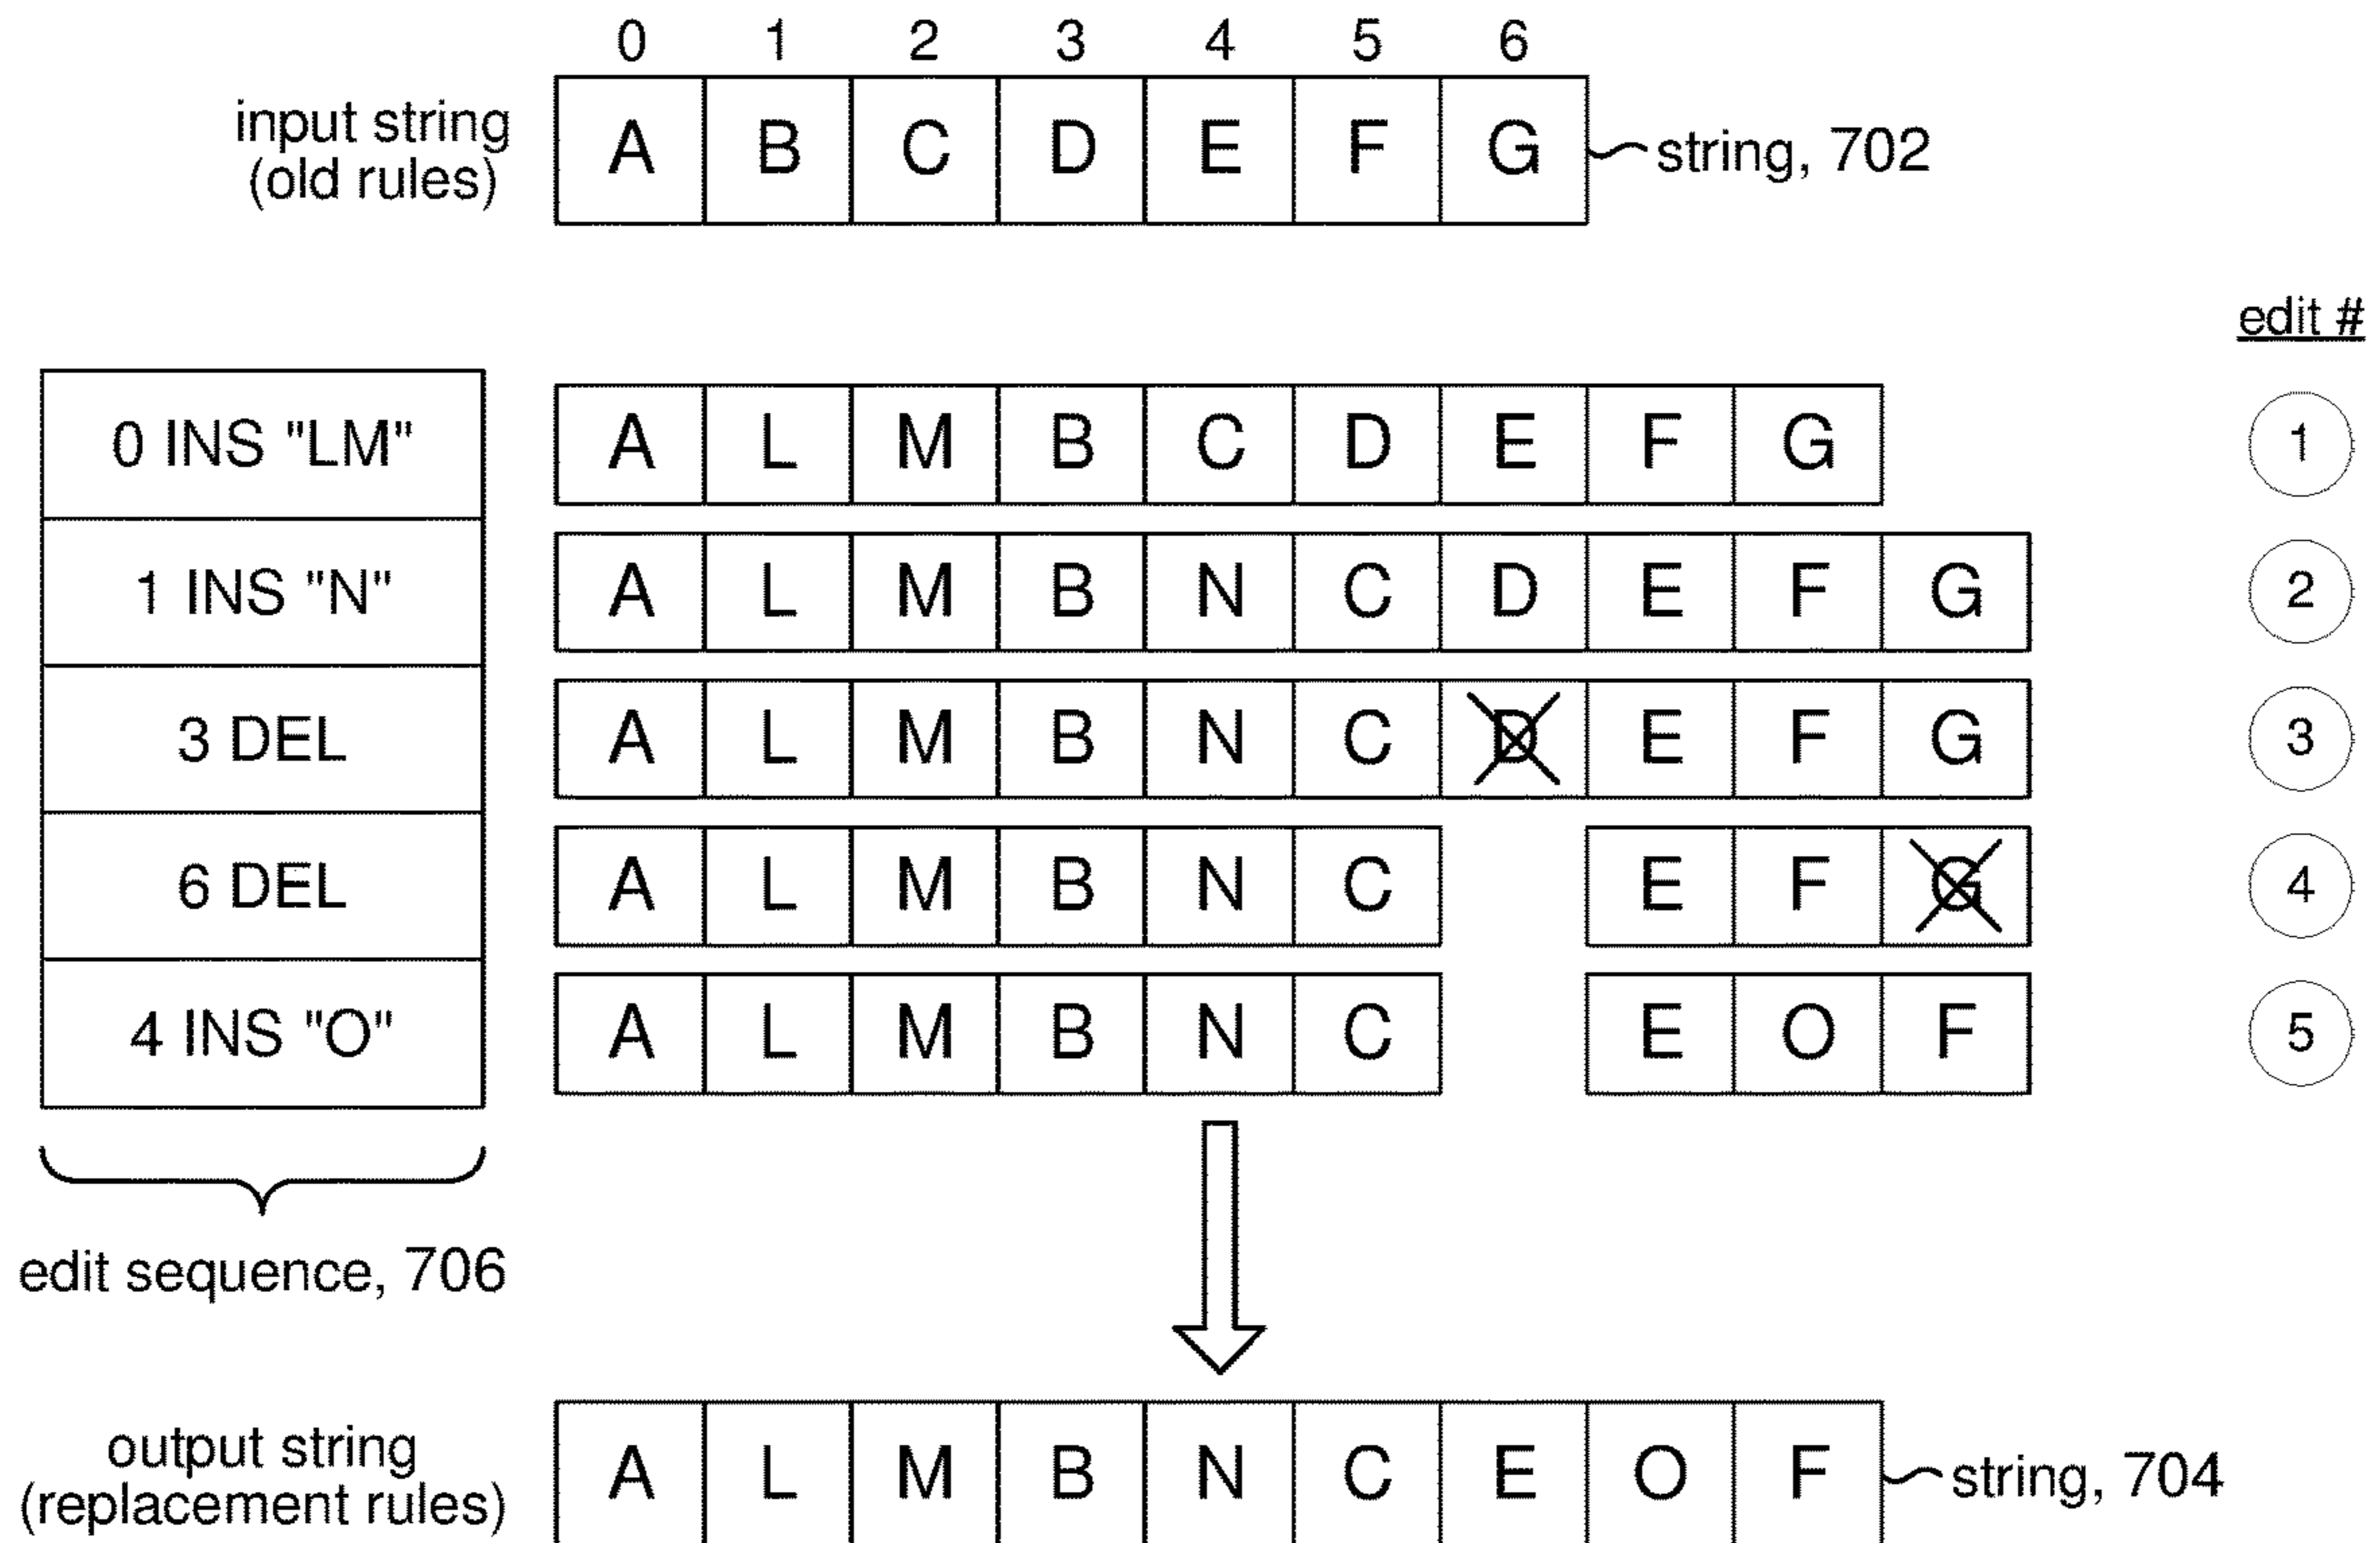 0 1 2 3 4 5 6
input string
(old rules)
A B C D E F G
string, 702
edit #
0 INS "LM"
A L M B C D E F G
1
1 INS "N"
A L M B N C D E F G
2
3 DEL
A L M B N C D E F G
3
6 DEL
A L M B N C E F G
4
4 INS "O"
A L M B N C E O F
5
edit sequence, 706
output string
(replacement rules)
A L M B N C E O F
string, 704